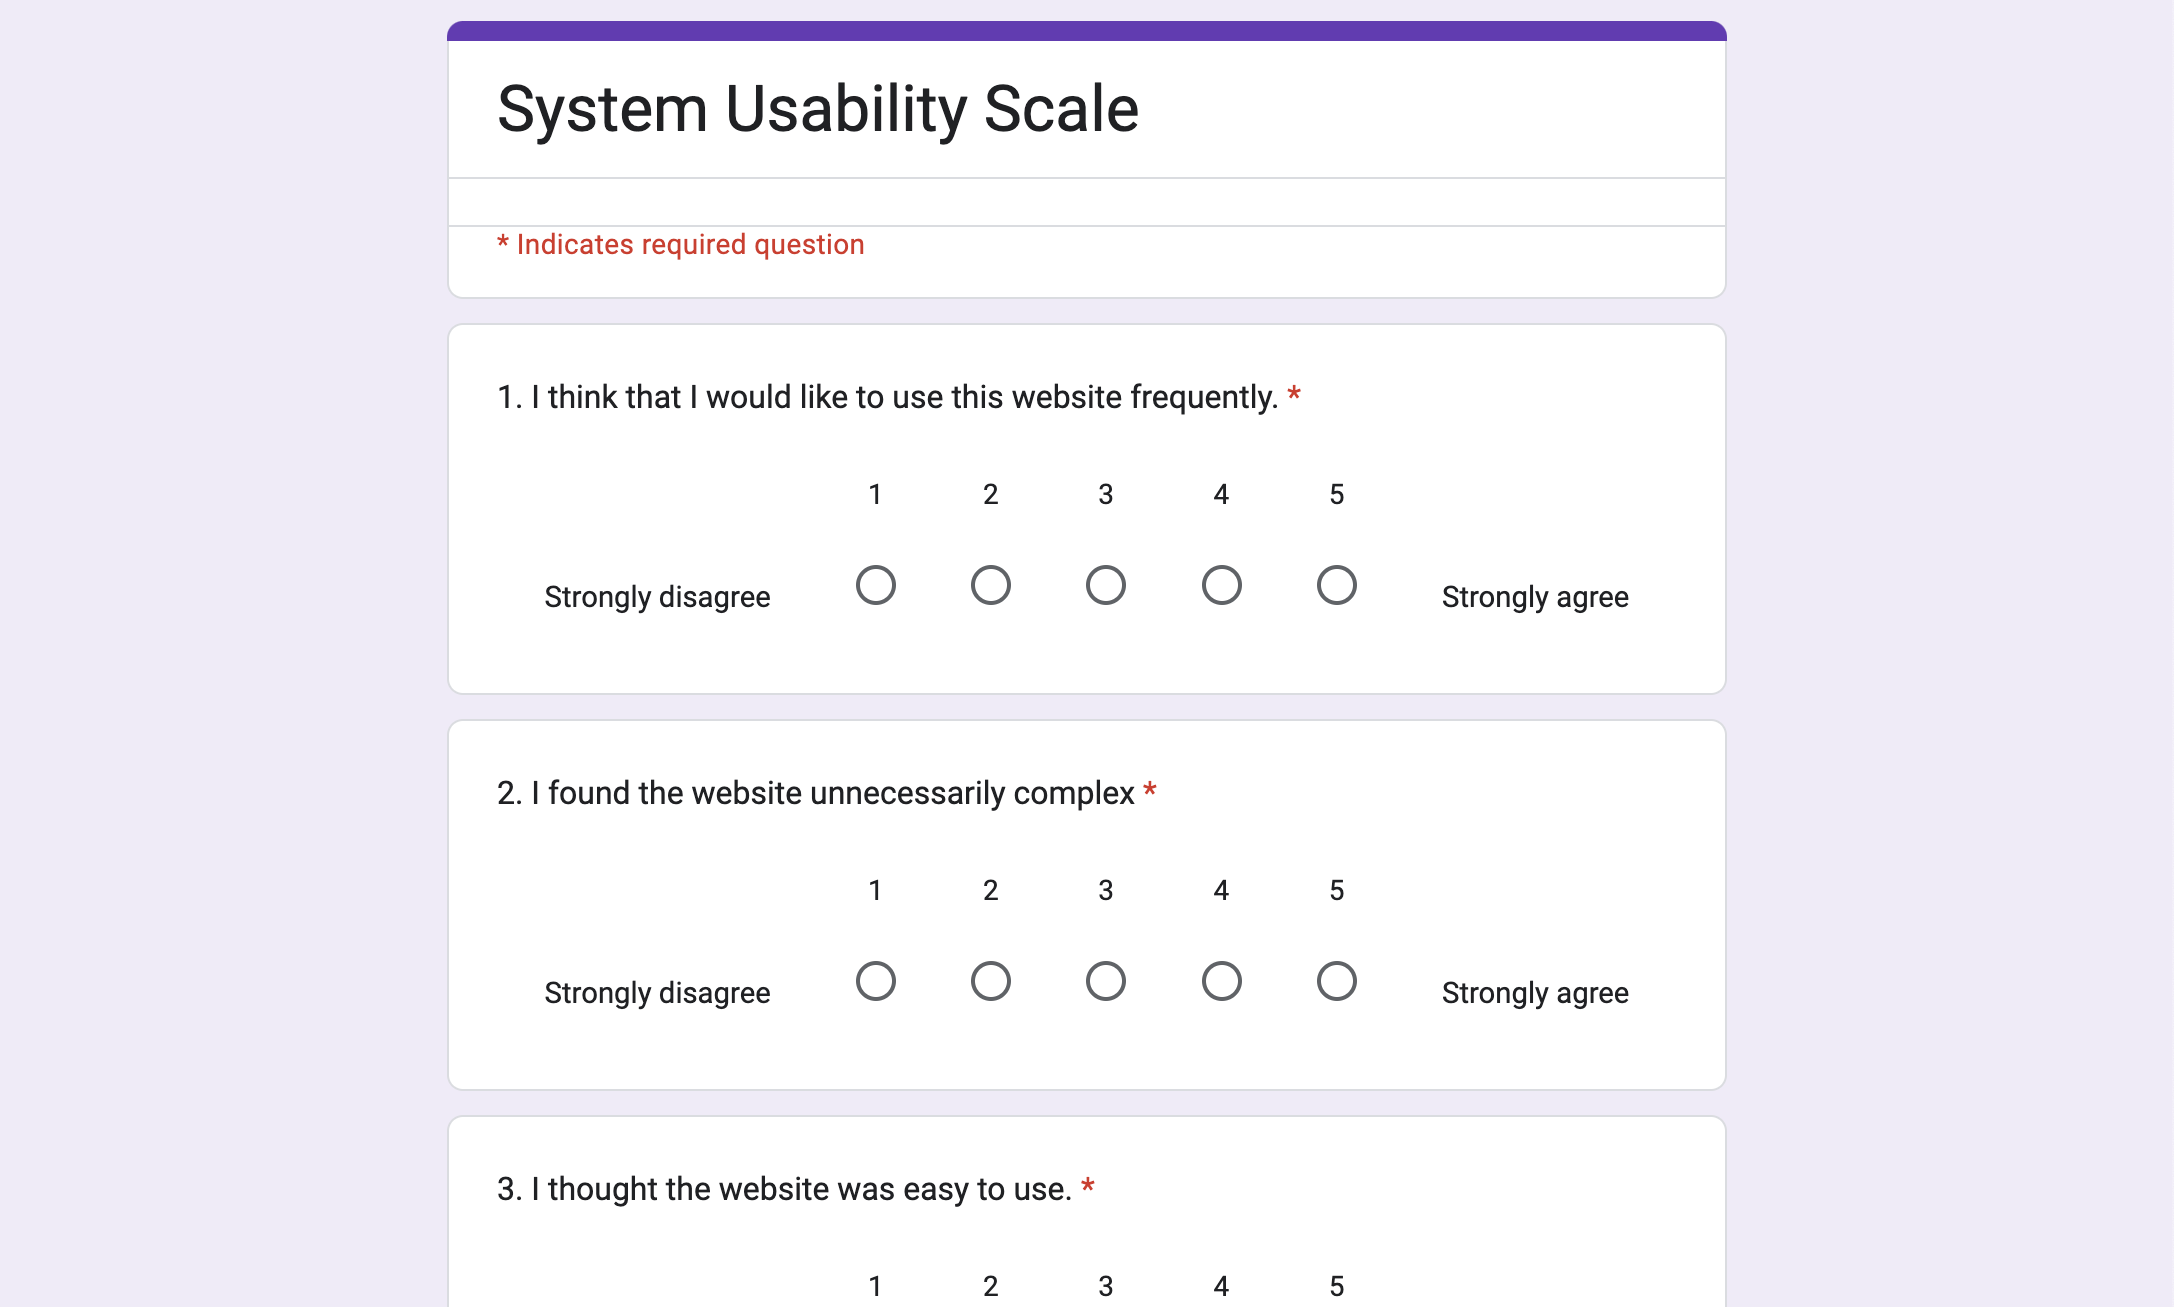 System Usability Scale
* Indicates required question
1. I think that I would like to use this website frequently. *
1 2 3 4 5
Strongly disagree Strongly agree
2. I found the website unnecessarily complex *
1 2 3 4 5
Strongly disagree Strongly agree
3. I thought the website was easy to use. *
1 2 3 4 5